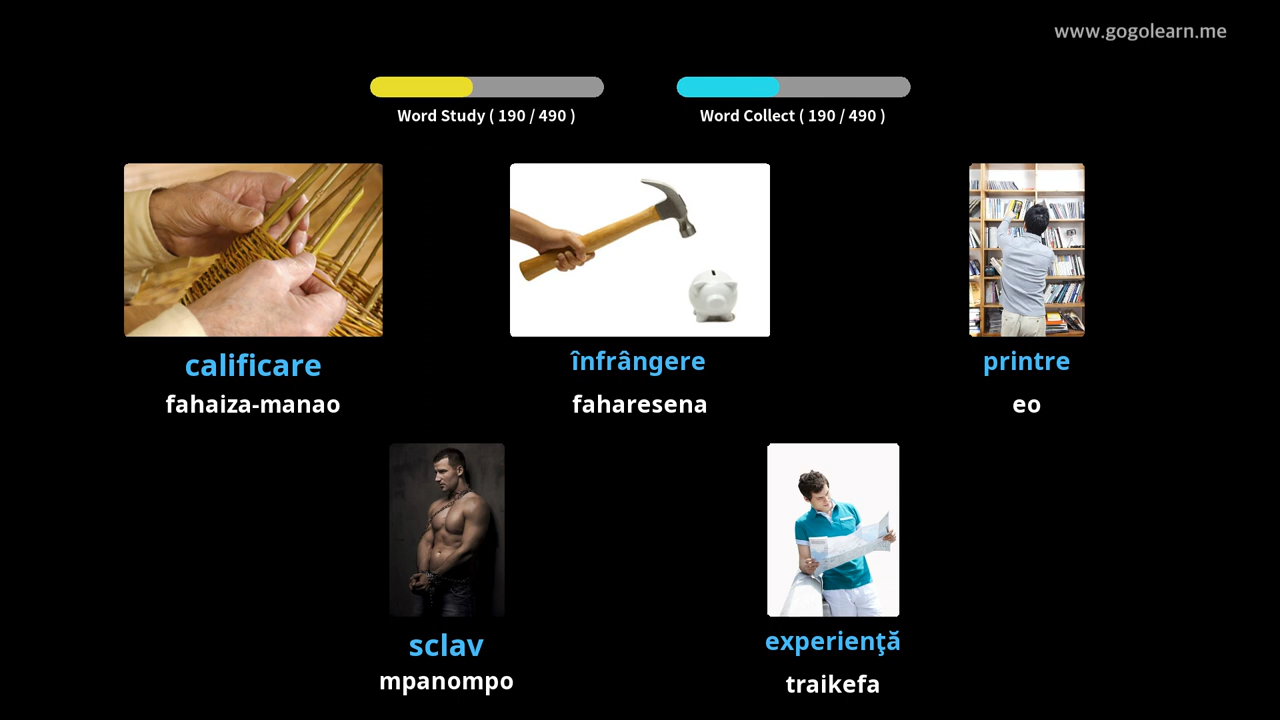 www.gogolearn.me
Word Study ( 190 / 490 )
Word Collect ( 190 / 490 )
calificare
fahaiza-manao
înfrângere
faharesena
printre
eo
sclav
mpanompo
experienţă
traikefa